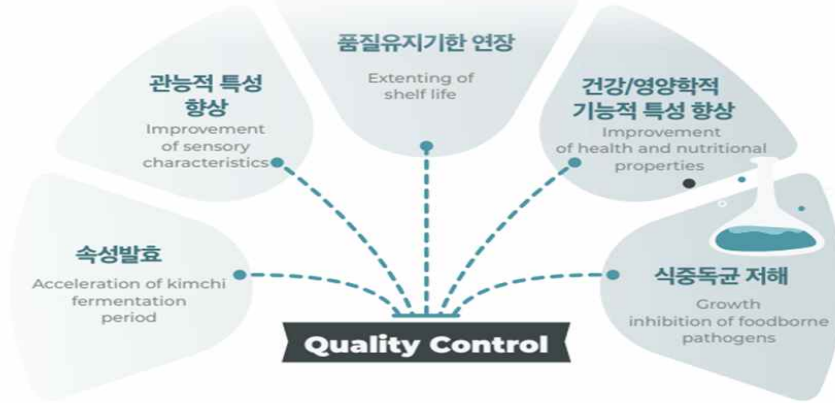 품질유지기한 연장
Extenting of
shelf life
관능적 특성
향상
Improvement
of sensory
characteristics
건강/영양학적
기능적 특성 향상
Improvement
of health and nutritional
properties
속성발효
Acceleration of kimchi
fermentation
period
식중독균 저해
Growth
inhibition of foodborne
pathogens
Quality Control